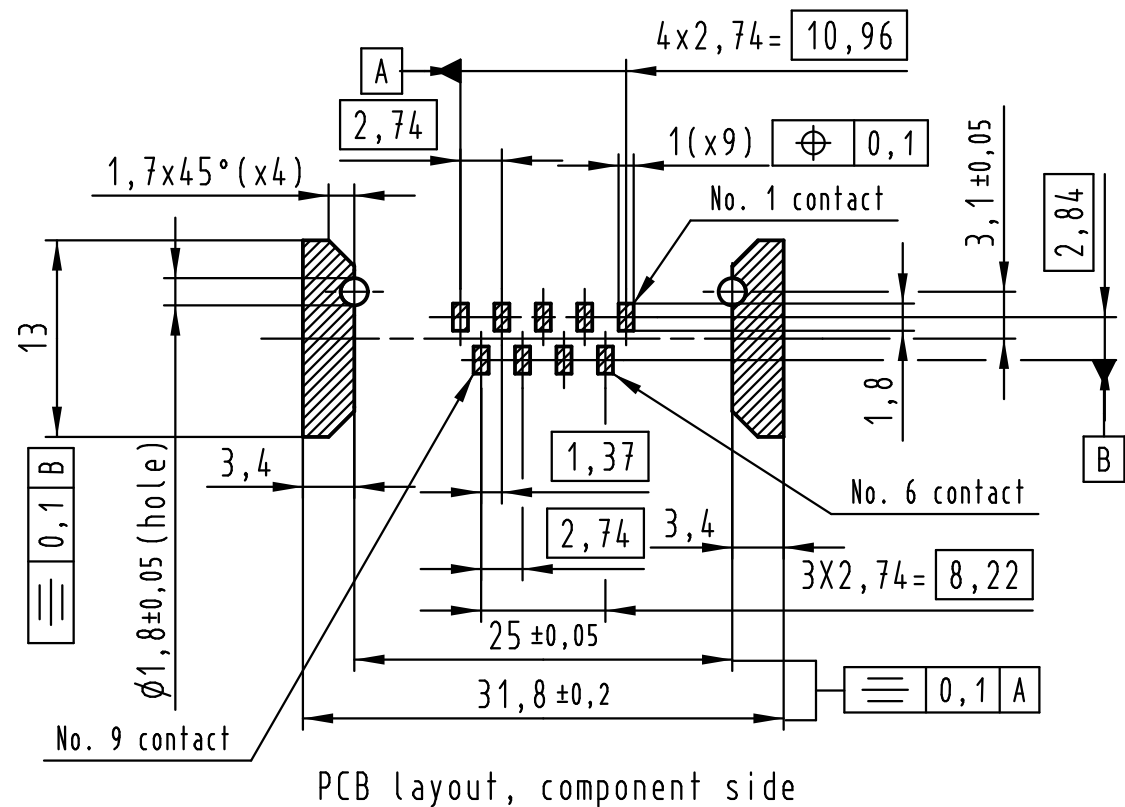 4x2,74= 10,96
A
2,74
1(x9) 0,1
1,7x45°(x4)
No. 1 contact
3,1±0,05
2,84
13
1,8
B
0,1 B
Ø1,8±0,05(hole)
3,4
1,37
No. 6 contact
2,74
3,4
3X2,74= 8,22
25 ±0,05
31,8 ±0,2
0,1 A
No. 9 contact
PCB layout, component side